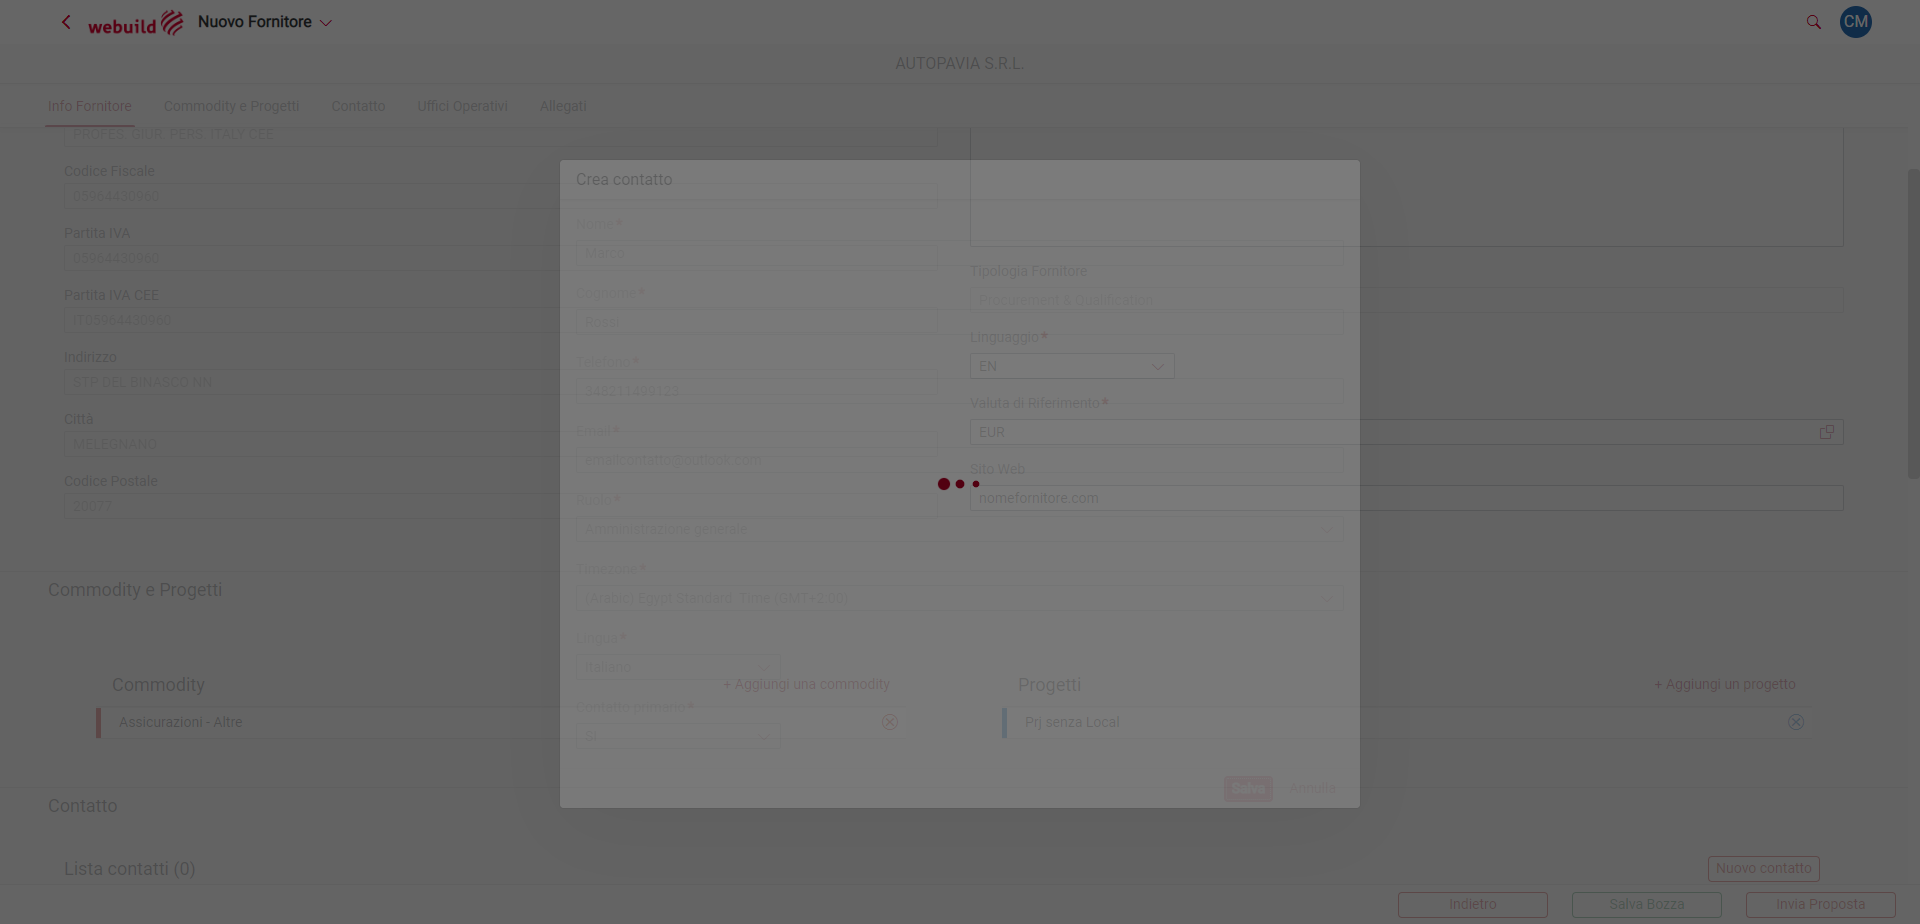 webuild
Nuovo Fornitore
CM
AUTOPAVIA S.R.L.
Info Fornitore
Commodity e Progetti
Contatto
Uffici Operativi
Allegati
PROFES. GIUR. PERS. ITALY CEE
Codice Fiscale
05964430960
Partita IVA
05964430960
Partita IVA CEE
IT05964430960
Indirizzo
STP DEL BINASCO NN
Città
MELEGNANO
Codice Postale
20077
Tipologia Fornitore
Procurement & Qualification
Linguaggio*
EN
Valuta di Riferimento*
EUR
Sito Web
nomefornitore.com
Crea contatto
Nome*
Marco
Cognome*
Rossi
Telefono*
Email*
emailcontatto@outlook.com
Ruolo*
Amministrazione generale
Timezone*
(Arabic) Egypt Standard. Time (GMT+2.00)
Lingua*
Italiano
Contatto primario*
Sì
Salva
Annulla
Commodity e Progetti
Commodity
+ Aggiungi una commodity
Assicurazioni - Altre
Progetti
+ Aggiungi un progetto
Prj senza Local
Contatto
Lista contatti (0)
Nuovo contatto
Indietro
Salva Bozza
Invia Proposta